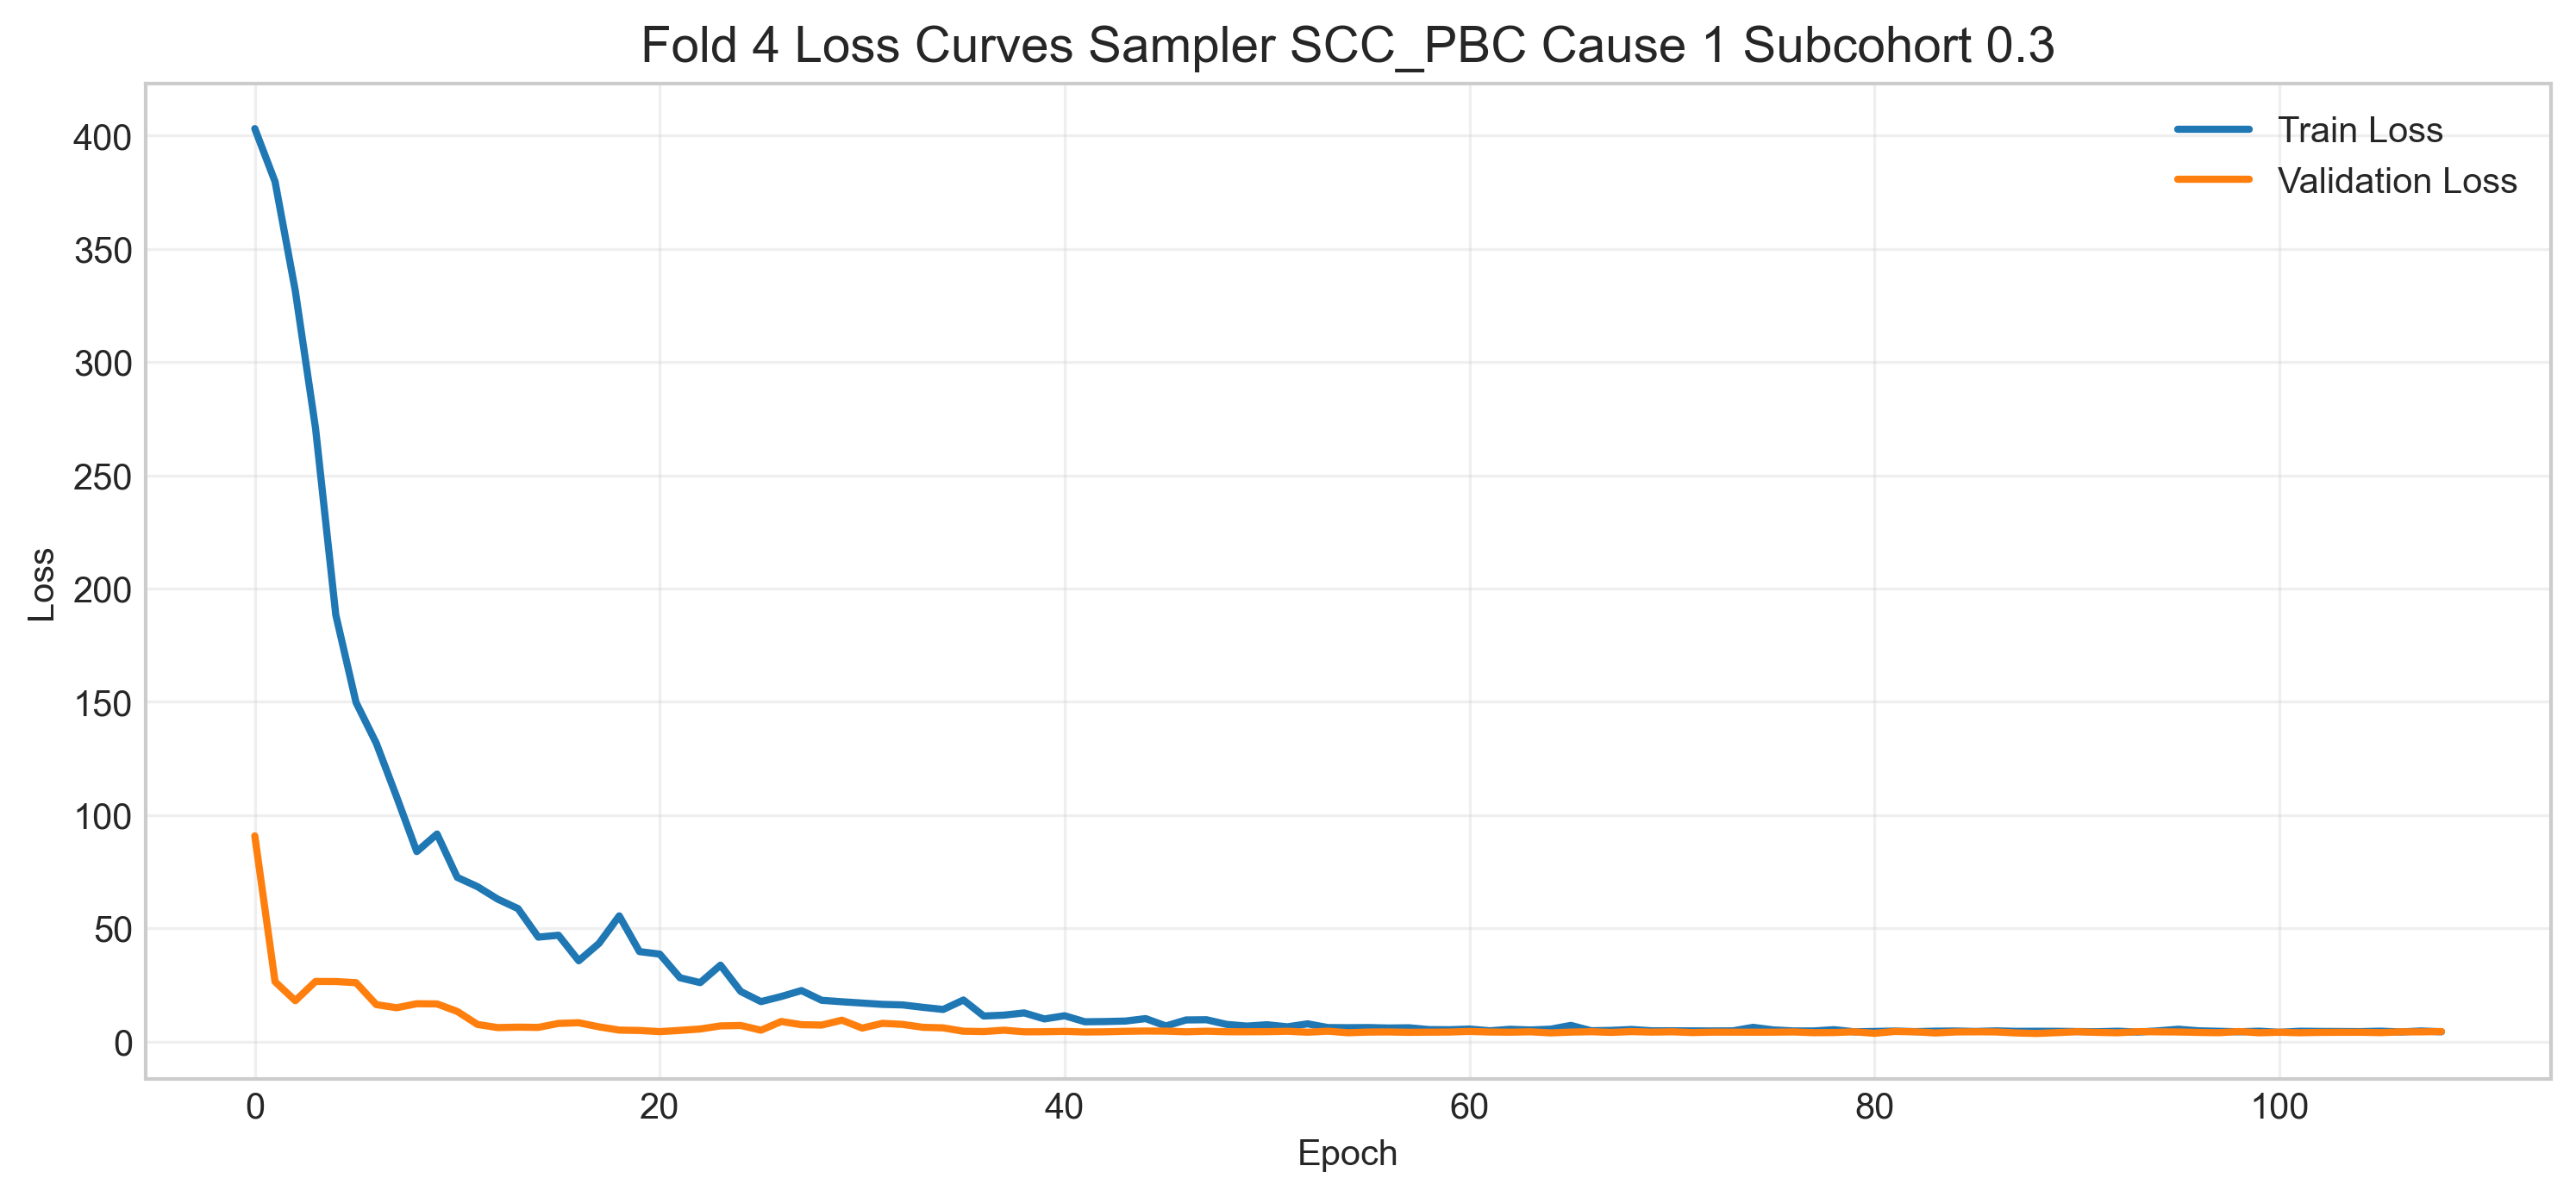 Fold 4 Loss Curves Sampler SCC_PBC Cause 1 Subcohort 0.3
Train Loss
Validation Loss
400
350
300
250
200
150
100
50
0
Loss
0 20 40 60 80 100
Epoch